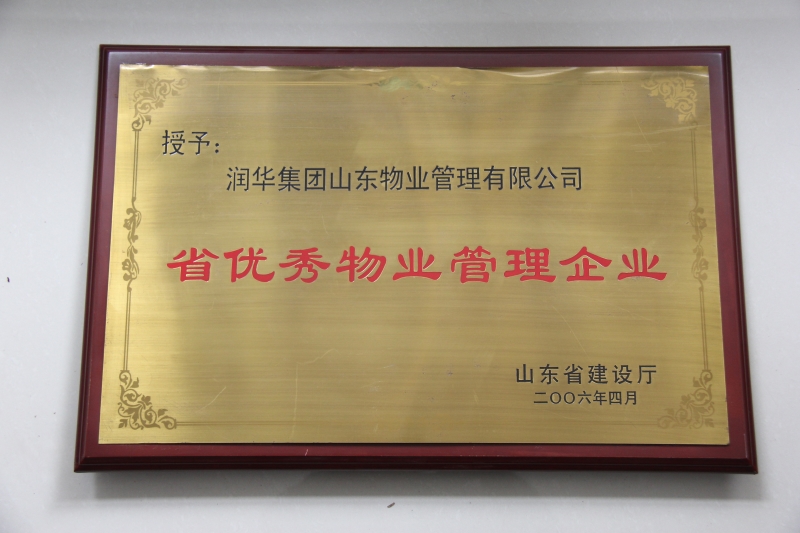 授予：
润华集团山东物业管理有限公司
省优秀物业管理企业
山东省建设厅
二〇〇六年四月